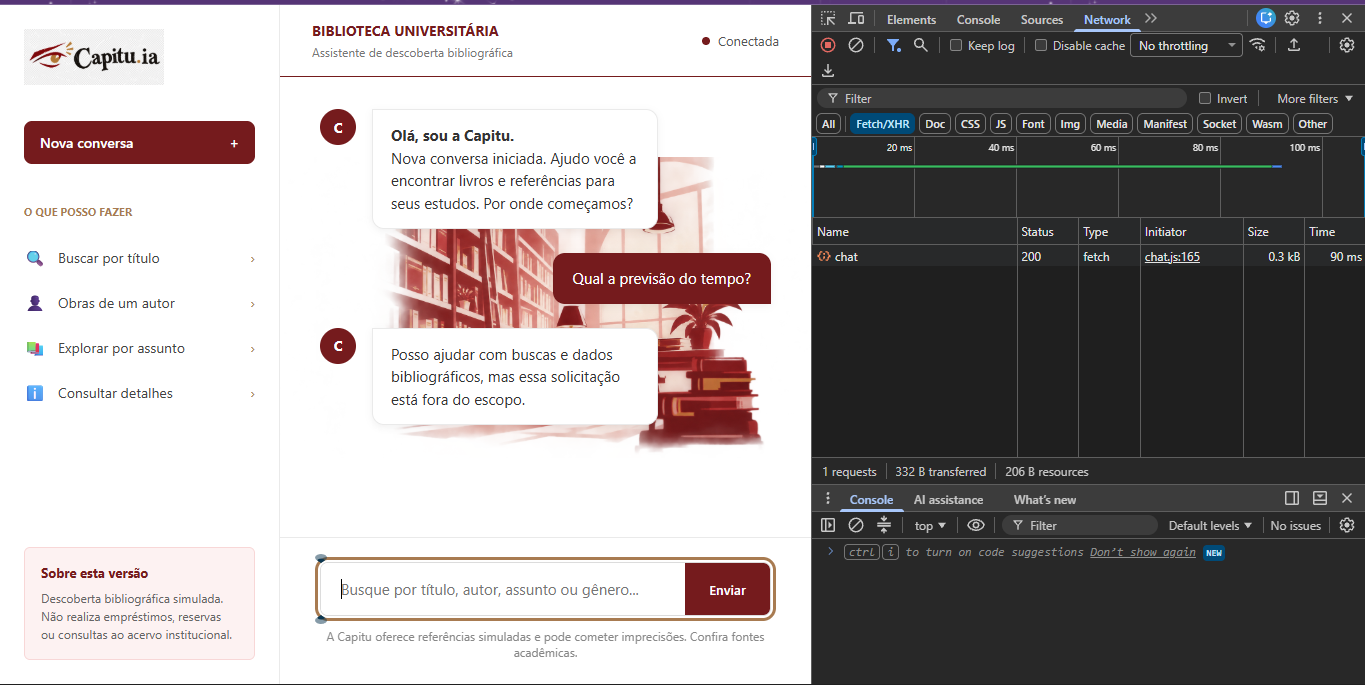 Capitu.ia
Nova conversa +
O QUE POSSO FAZER
Buscar por título ›
Obras de um autor ›
Explorar por assunto ›
Consultar detalhes ›
Sobre esta versão
Descoberta bibliográfica simulada.
Não realiza empréstimos, reservas
ou consultas ao acervo institucional.
BIBLIOTECA UNIVERSITÁRIA
Assistente de descoberta bibliográfica
Conectada
C
Olá, sou a Capitu.
Nova conversa iniciada. Ajudo você a
encontrar livros e referências para
seus estudos. Por onde começamos?
Qual a previsão do tempo?
C
Posso ajudar com buscas e dados
bibliográficos, mas essa solicitação
está fora do escopo.
Busque por título, autor, assunto ou gênero...
Enviar
A Capitu oferece referências simuladas e pode cometer imprecisões. Confira fontes
acadêmicas.
Elements Console Sources Network
Keep log Disable cache No throttling
Filter Invert More filters
All Fetch/XHR Doc CSS JS Font Img Media Manifest Socket Wasm Other
20 ms 40 ms 60 ms 80 ms 100 ms
Name Status Type Initiator Size Time
chat 200 fetch chat.js:165 0.3 kB 90 ms
1 requests 332 B transferred 206 B resources
Console AI assistance What's new
top Filter Default levels No issues
ctrl i to turn on code suggestions Don't show again NEW